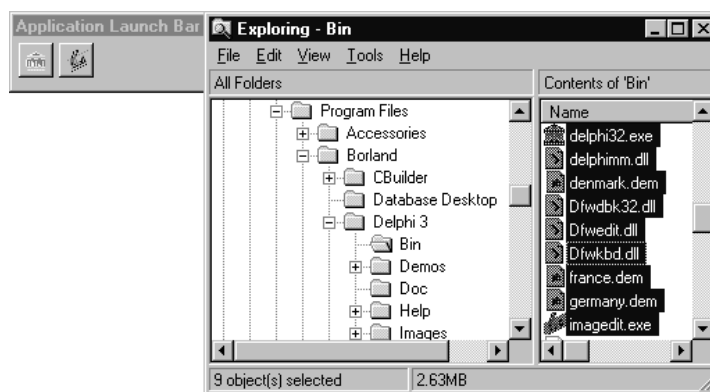 Application Launch Bar
Exploring - Bin
File Edit View Tools Help
All Folders
Contents of 'Bin'
Program Files
Accessories
Borland
CBuilder
Database Desktop
Delphi 3
Bin
Demos
Doc
Help
Images
Name
delphi32.exe
delphimm.dll
denmark.dem
Dfwdbk32.dll
Dfwedit.dll
Dfwkbd.dll
france.dem
germany.dem
imagedit.exe
9 object(s) selected
2.63MB